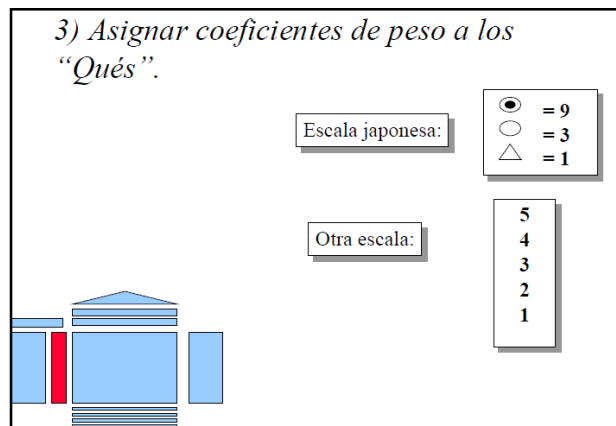 3) Asignar coeficientes de peso a los
“Qués”.
Escala japonesa:
= 9
= 3
= 1
Otra escala:
5
4
3
2
1